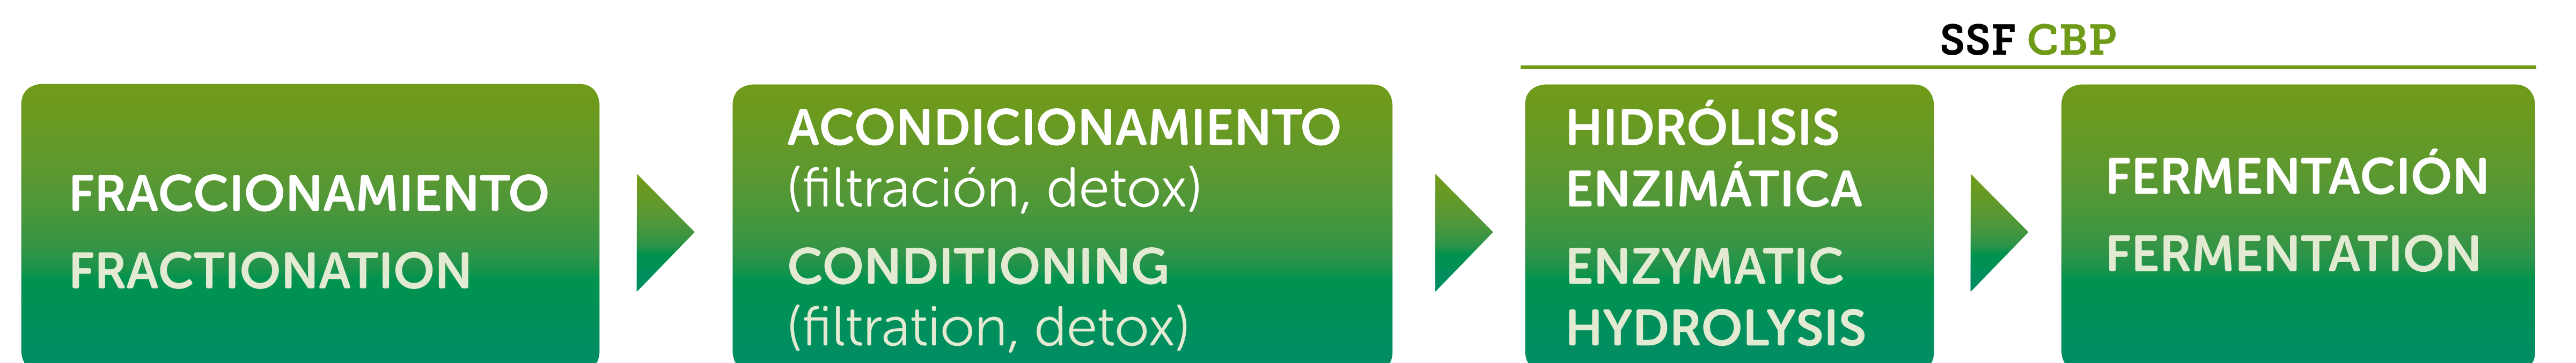 SSF CBP
FRACCIONAMIENTO
FRACTIONATION
ACONDICIONAMIENTO
(filtración, detox)
CONDITIONING
(filtration, detox)
HIDRÓLISIS
ENZIMÁTICA
ENZYMATIC
HYDROLYSIS
FERMENTACIÓN
FERMENTATION